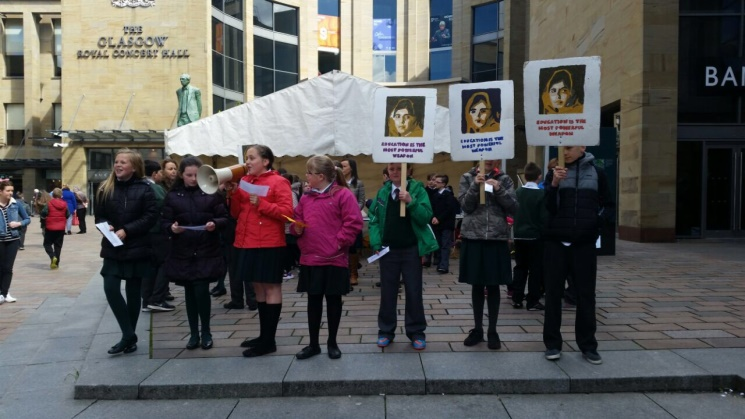 THE
GLASGOW
ROYAL CONCERT HALL
EDUCATION IS THE
MOST POWERFUL
WEAPON
EDUCATION IS THE
MOST POWERFUL
WEAPON
EDUCATION IS THE
MOST POWERFUL
WEAPON
BAN